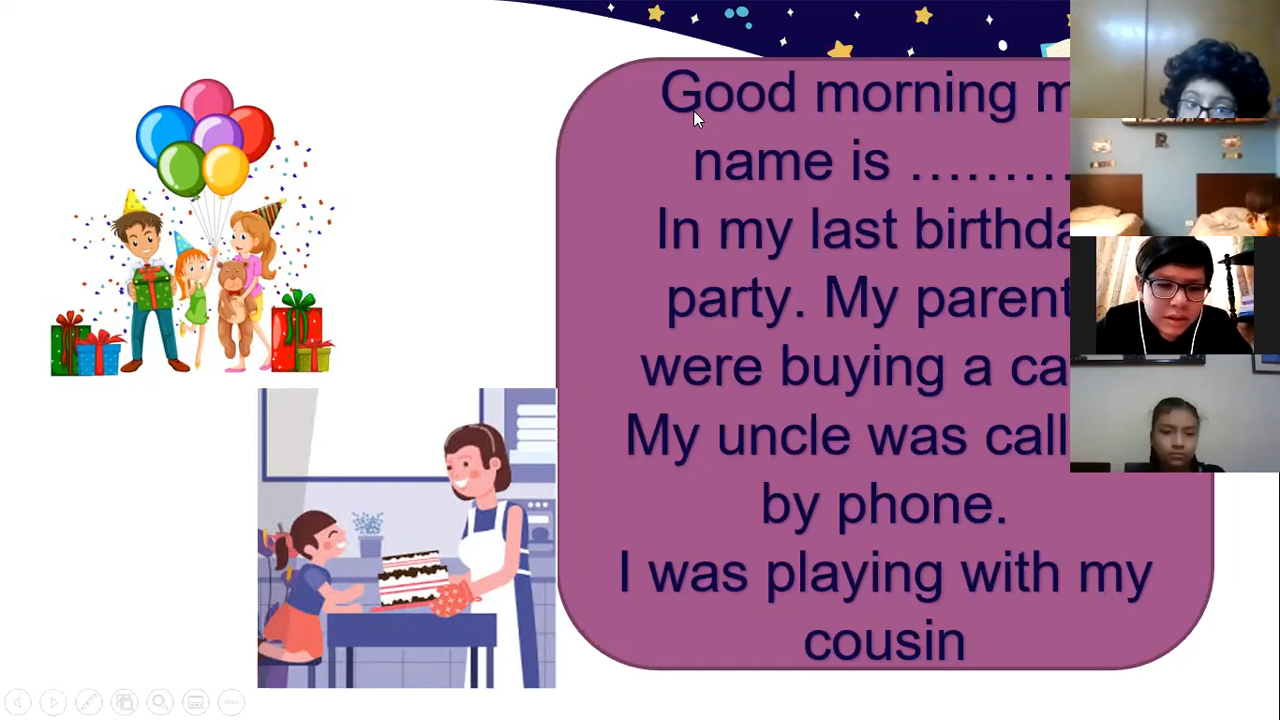 Good morning m
name is ..........
In my last birthda
party. My parent
were buying a ca
My uncle was call
by phone.
I was playing with my
cousin